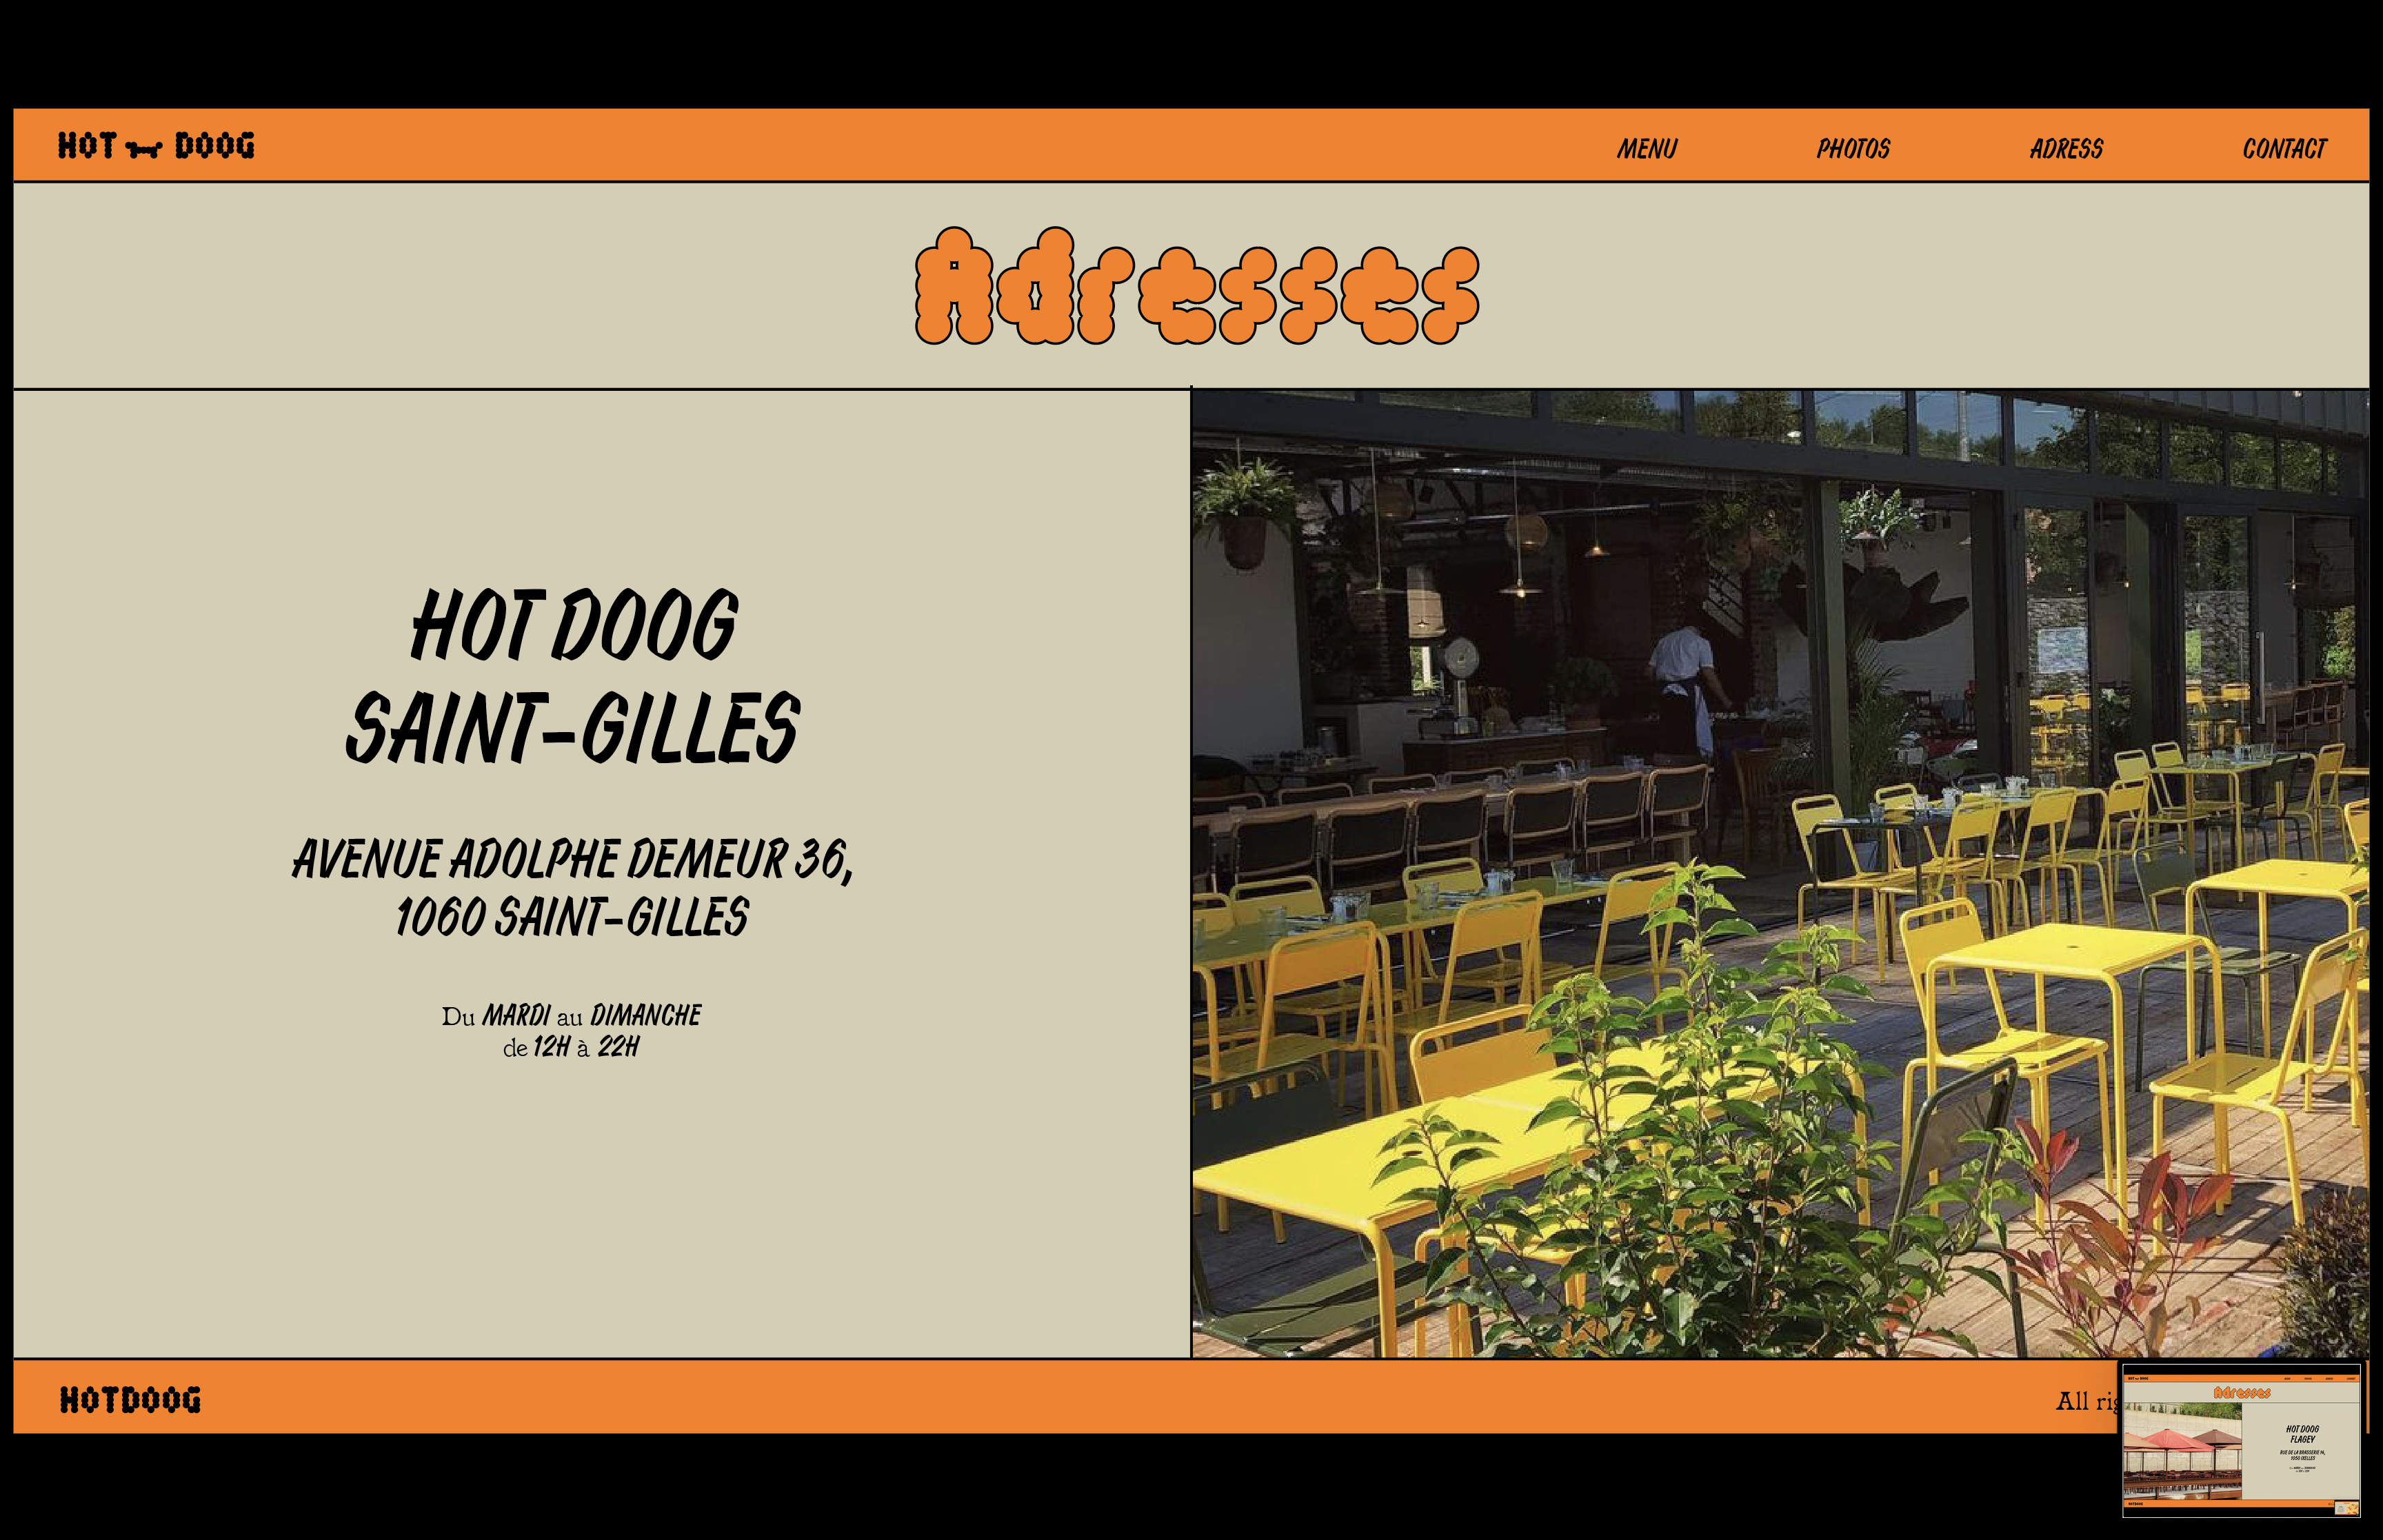 HOT DOOG
MENU
PHOTOS
ADRESS
CONTACT
Adresses
HOT DOOG
SAINT-GILLES
AVENUE ADOLPHE DEMEUR 36,
1060 SAINT-GILLES
Du MARDI au DIMANCHE
de 12H à 22H
HOTDOOG
All
Adresses
HOT DOOG
FLAGEY
RUE DE LA BRASSERIE 14,
1050 IXELLES